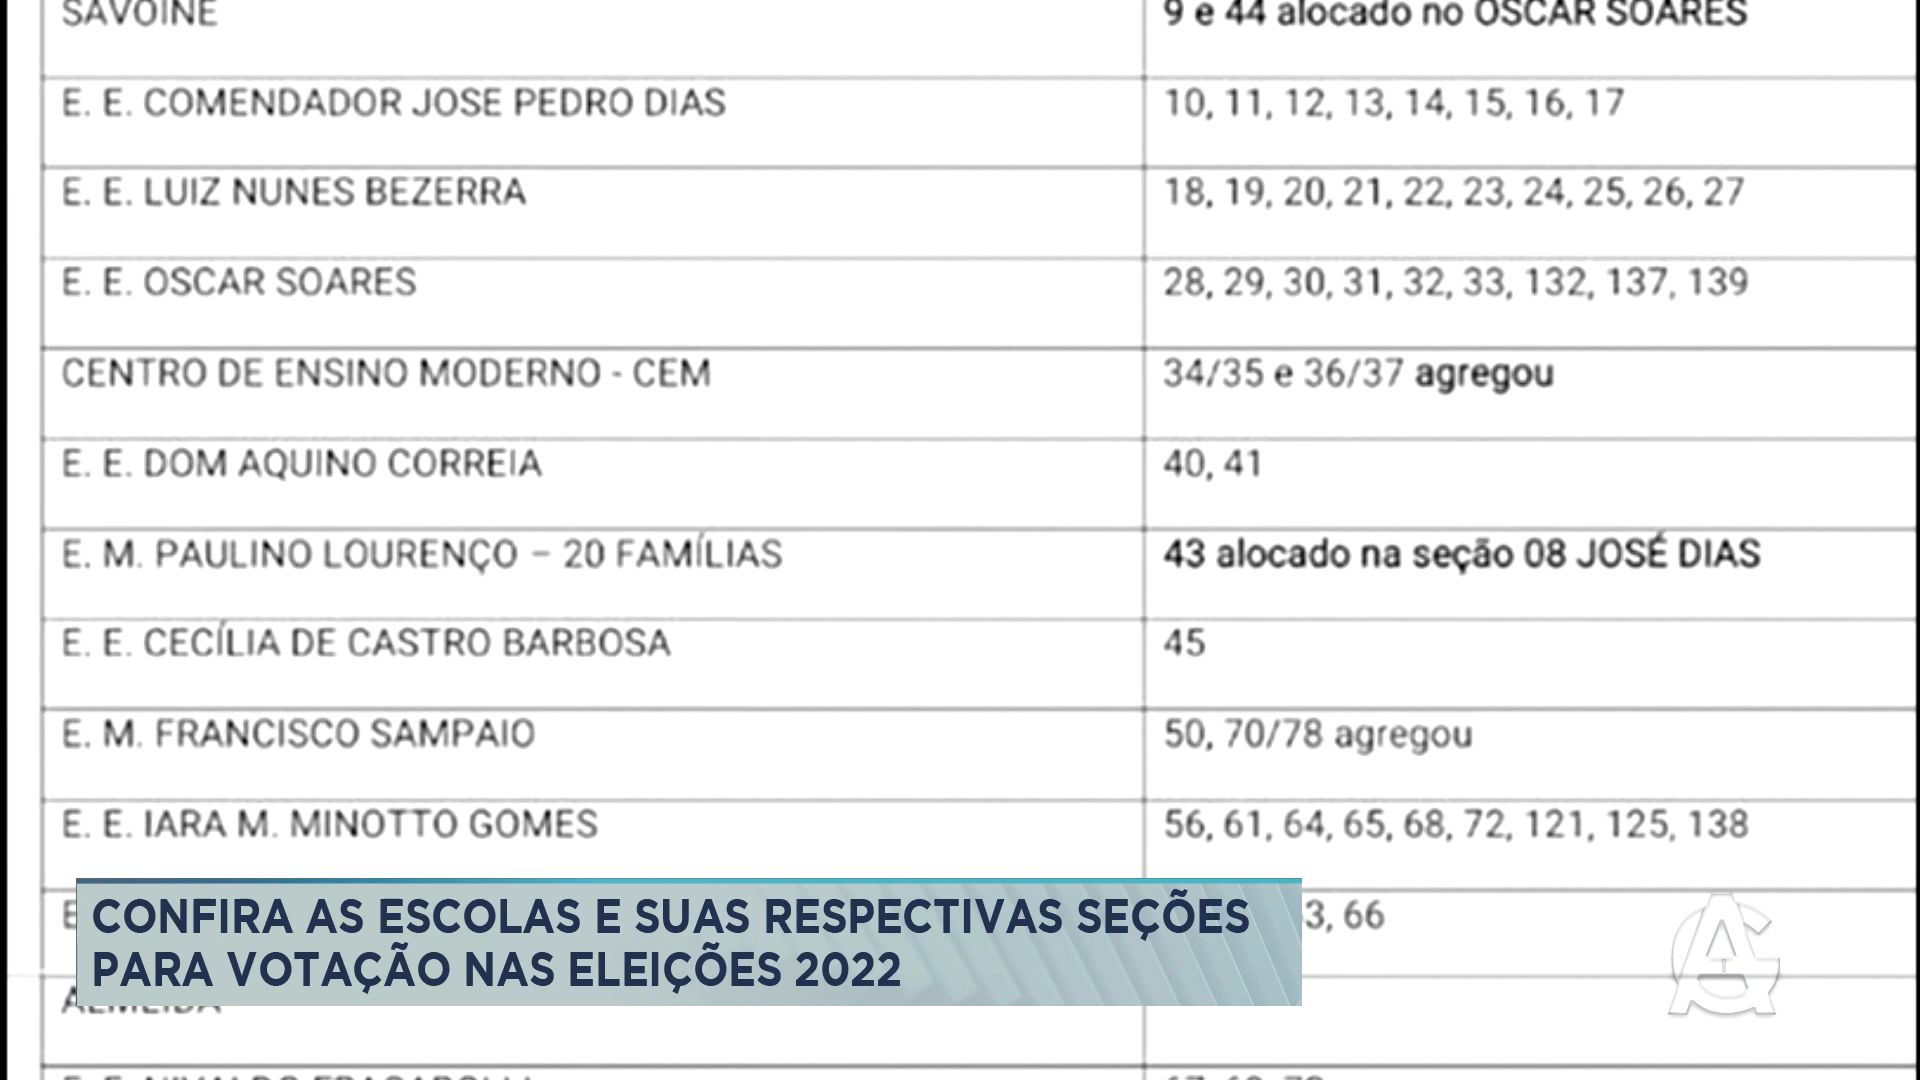 SAVOINE 9 e 44 alocado no OSCAR SOARES
E. E. COMENDADOR JOSE PEDRO DIAS 10, 11, 12, 13, 14, 15, 16, 17
E. E. LUIZ NUNES BEZERRA 18, 19, 20, 21, 22, 23, 24, 25, 26, 27
E. E. OSCAR SOARES 28, 29, 30, 31, 32, 33, 132, 137, 139
CENTRO DE ENSINO MODERNO - CEM 34/35 e 36/37 agregou
E. E. DOM AQUINO CORREIA 40, 41
E. M. PAULINO LOURENÇO – 20 FAMÍLIAS 43 alocado na seção 08 JOSÉ DIAS
E. E. CECÍLIA DE CASTRO BARBOSA 45
E. M. FRANCISCO SAMPAIO 50, 70/78 agregou
E. E. IARA M. MINOTTO GOMES 56, 61, 64, 65, 68, 72, 121, 125, 138
3, 66
CONFIRA AS ESCOLAS E SUAS RESPECTIVAS SEÇÕES
PARA VOTAÇÃO NAS ELEIÇÕES 2022
ALMEIDA